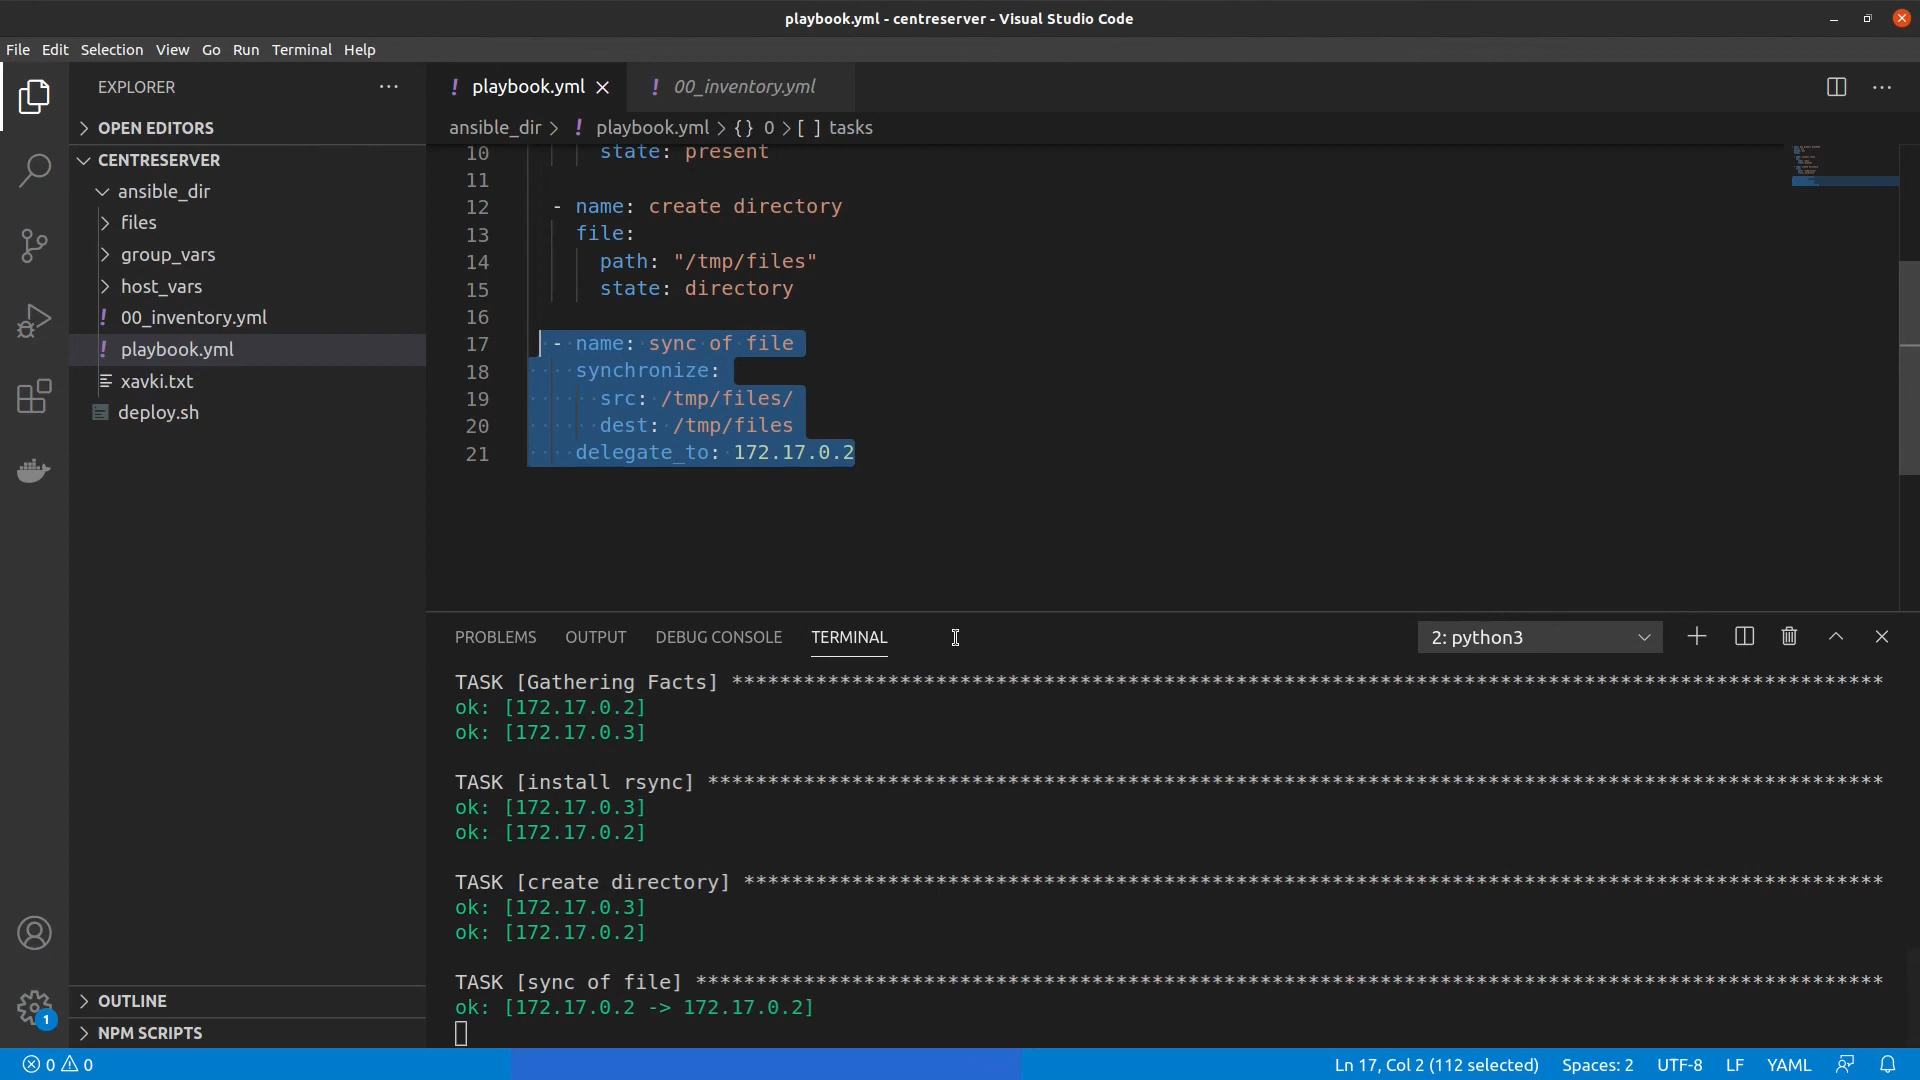 playbook.yml - centreserver - Visual Studio Code
File Edit Selection View Go Run Terminal Help
EXPLORER
OPEN EDITORS
CENTRESERVER
ansible_dir
files
group_vars
host_vars
! 00_inventory.yml
! playbook.yml
xavki.txt
deploy.sh
OUTLINE
NPM SCRIPTS
1
! playbook.yml ! 00_inventory.yml
ansible_dir > ! playbook.yml > {} 0 > [ ] tasks
10 state: present
11
12 - name: create directory
13 file:
14 path: "/tmp/files"
15 state: directory
16
17 - name: sync of file
18 synchronize:
19 src: /tmp/files/
20 dest: /tmp/files
21 delegate_to: 172.17.0.2
PROBLEMS OUTPUT DEBUG CONSOLE TERMINAL 2: python3
TASK [Gathering Facts] ***********************************************************************************************
ok: [172.17.0.2]
ok: [172.17.0.3]
TASK [install rsync] *************************************************************************************************
ok: [172.17.0.3]
ok: [172.17.0.2]
TASK [create directory] **********************************************************************************************
ok: [172.17.0.3]
ok: [172.17.0.2]
TASK [sync of file] **************************************************************************************************
ok: [172.17.0.2 -> 172.17.0.2]
0 0 Ln 17, Col 2 (112 selected) Spaces: 2 UTF-8 LF YAML